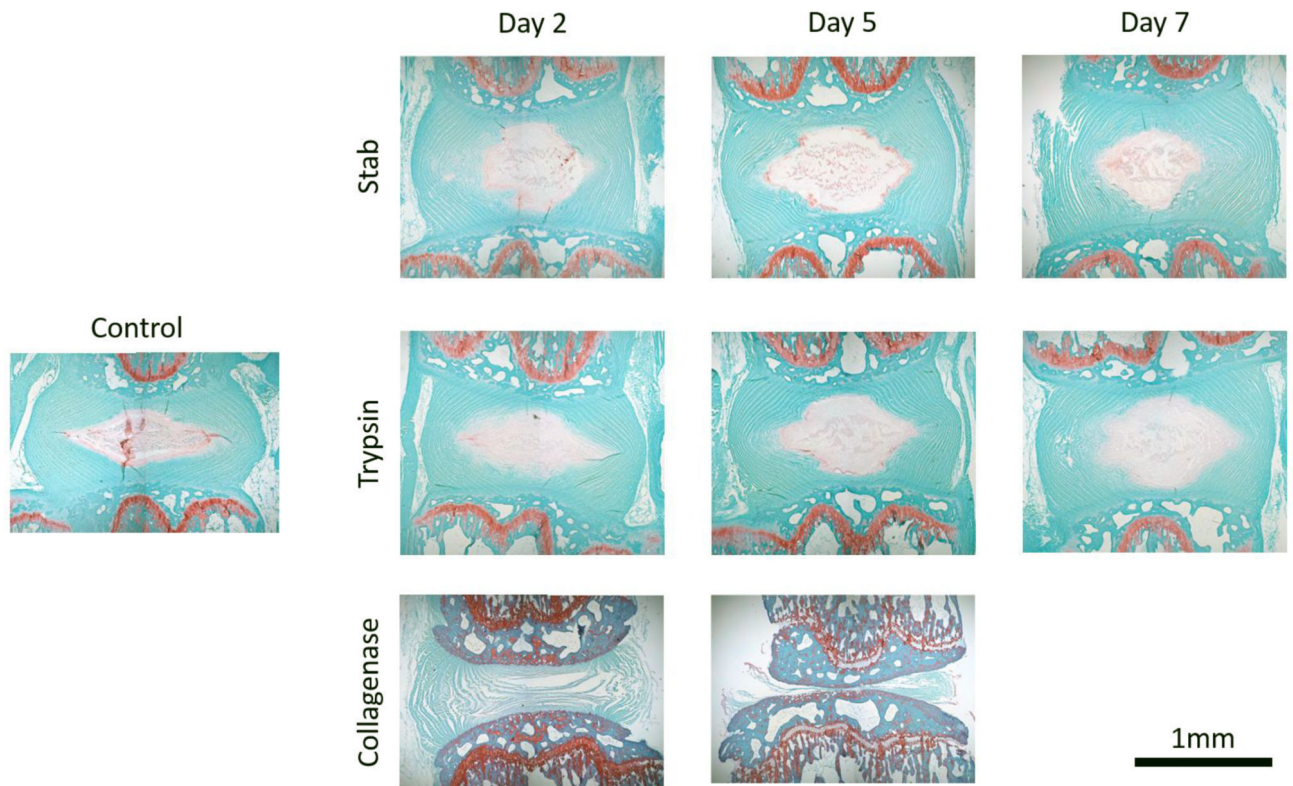 Day 2
Day 5
Day 7
Stab
Control
Trypsin
Collagenase
1mm